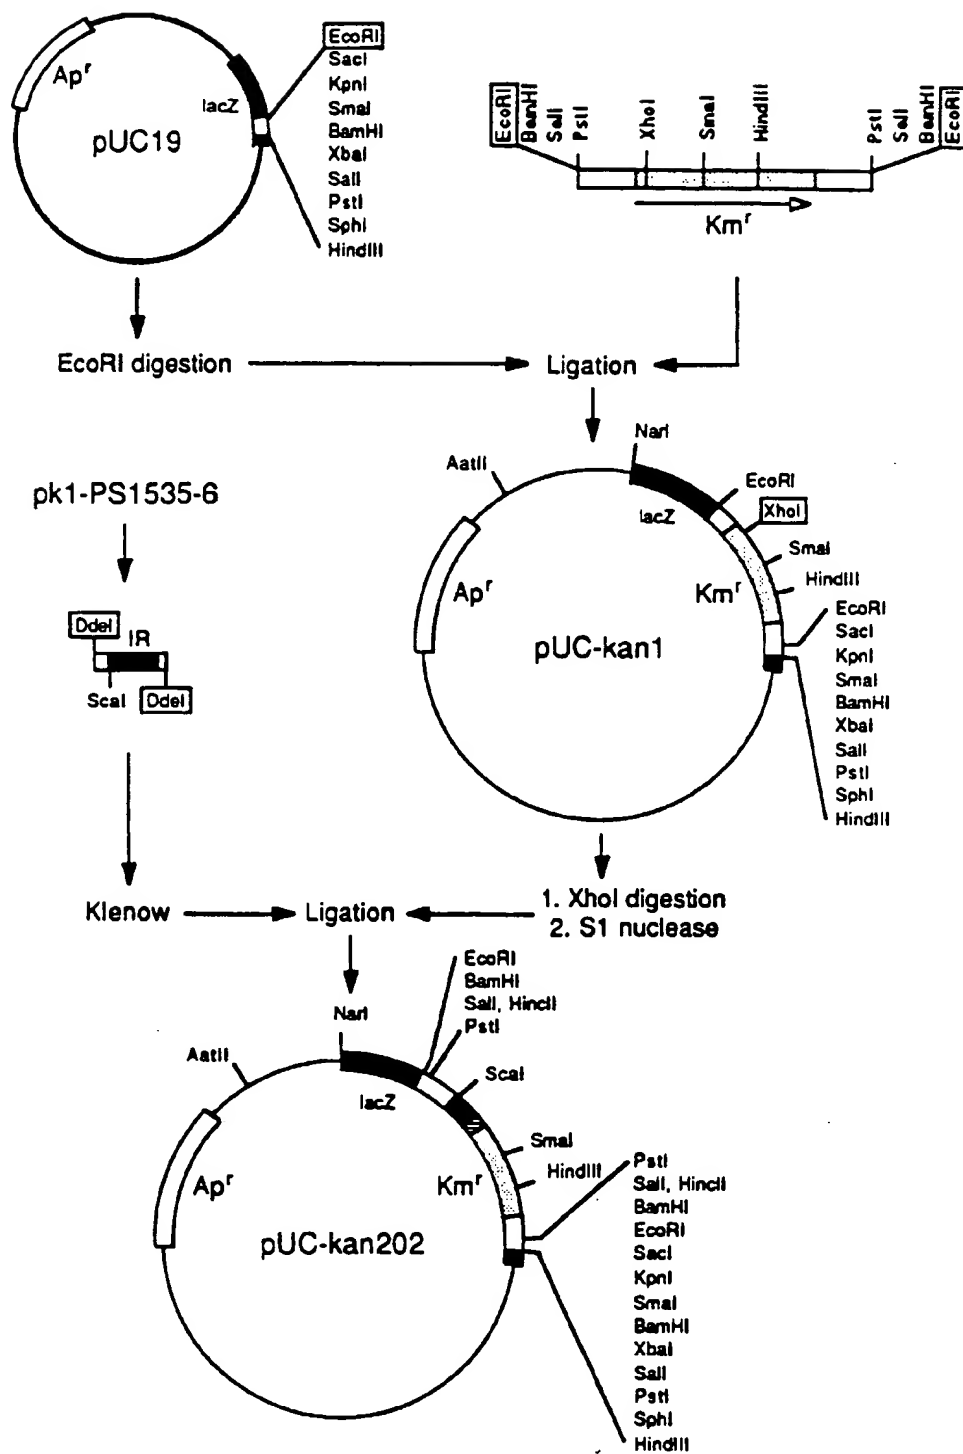 Apr
lacZ
pUC19
EcoRI
SacI
KpnI
SmaI
BamHI
XbaI
SalI
PstI
SphI
HindIII
EcoRI
BamHI
SalI
PstI
XhoI
SmaI
HindIII
PstI
SalI
BamHI
EcoRI
Kmr
EcoRI digestion
Ligation
pk1-PS1535-6
DdeI
IR
ScaI
DdeI
NarI
AatII
EcoRI
XhoI
lacZ
SmaI
HindIII
Apr
Kmr
pUC-kan1
EcoRI
SacI
KpnI
SmaI
BamHI
XbaI
SalI
PstI
SphI
HindIII
Klenow
Ligation
1. XhoI digestion
2. S1 nuclease
EcoRI
BamHI
SalI, HincII
PstI
NarI
AatII
ScaI
lacZ
SmaI
HindIII
Apr
Kmr
pUC-kan202
PstI
SalI, HincII
BamHI
EcoRI
SacI
KpnI
SmaI
BamHI
XbaI
SalI
PstI
SphI
HindIII